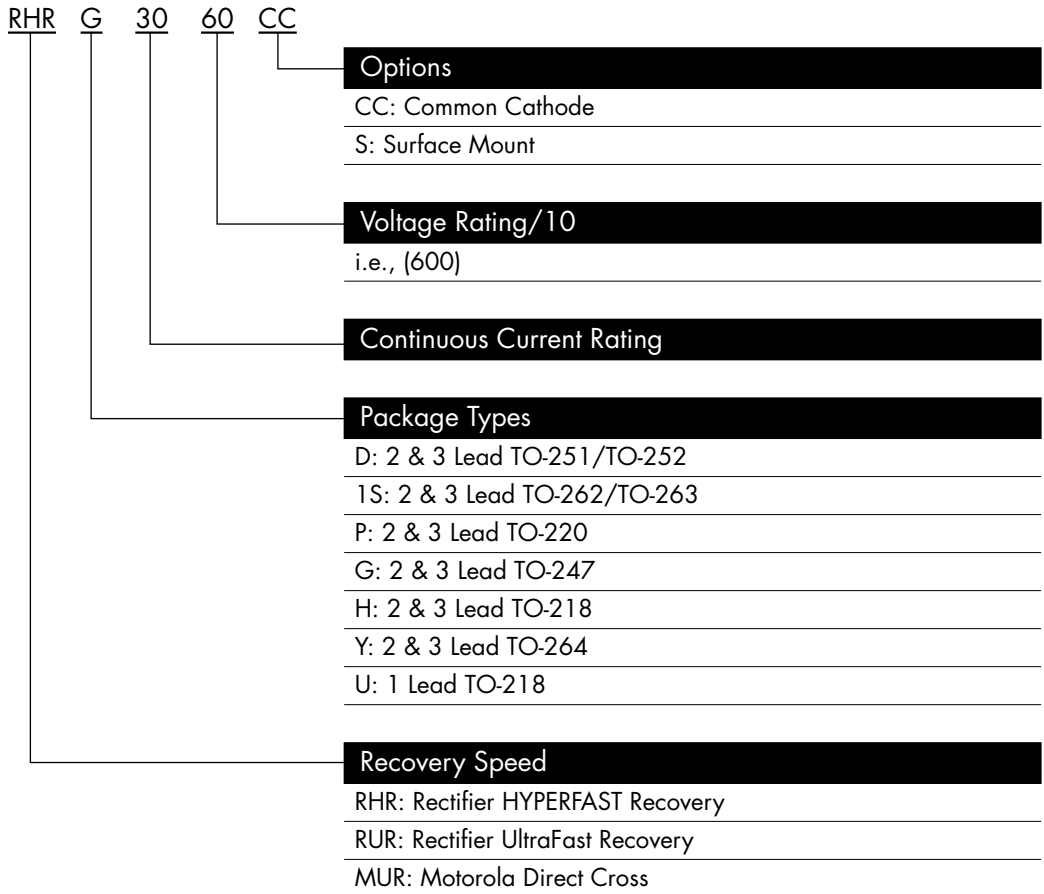 RHR G 30 60 CC
Options
CC: Common Cathode
S: Surface Mount
Voltage Rating/10
i.e., (600)
Continuous Current Rating
Package Types
D: 2 & 3 Lead TO-251/TO-252
1S: 2 & 3 Lead TO-262/TO-263
P: 2 & 3 Lead TO-220
G: 2 & 3 Lead TO-247
H: 2 & 3 Lead TO-218
Y: 2 & 3 Lead TO-264
U: 1 Lead TO-218
Recovery Speed
RHR: Rectifier HYPERFAST Recovery
RUR: Rectifier UltraFast Recovery
MUR: Motorola Direct Cross